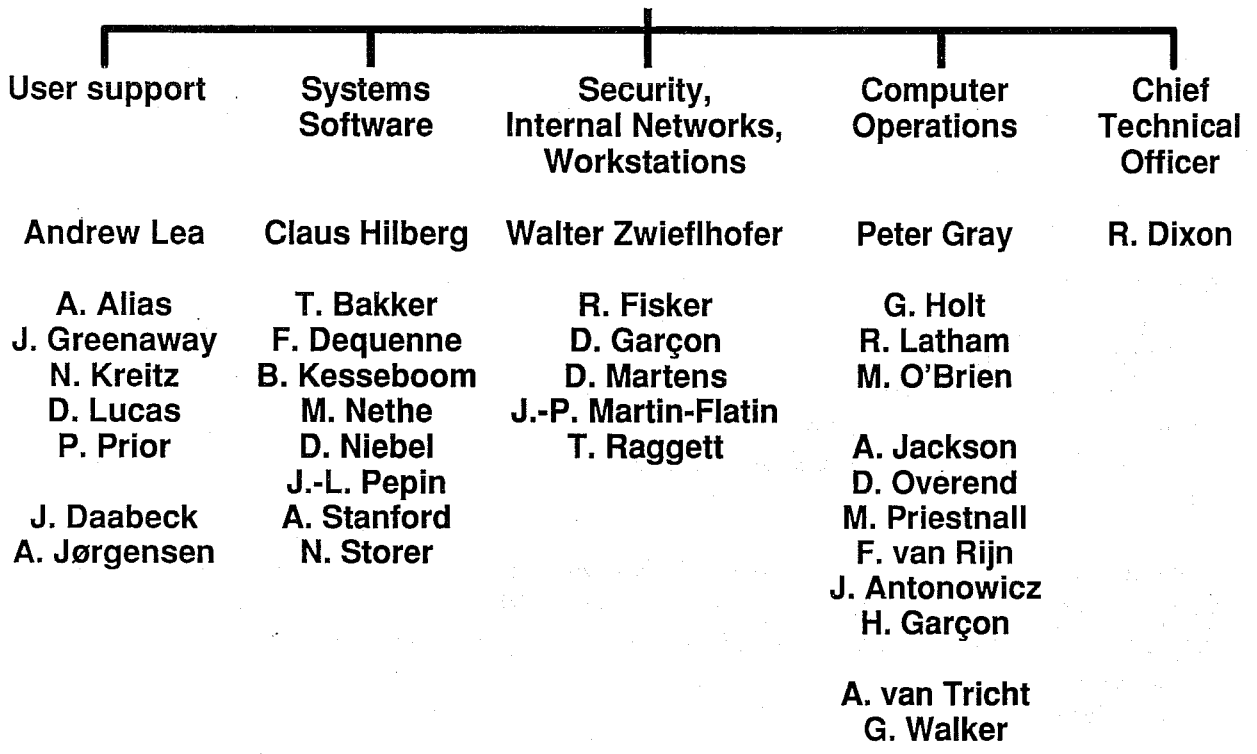 User support
Systems
Software
Security,
Internal Networks,
Workstations
Computer
Operations
Chief
Technical
Officer
Andrew Lea
Claus Hilberg
Walter Zwieflhofer
Peter Gray
R. Dixon
A. Alias
J. Greenaway
N. Kreitz
D. Lucas
P. Prior
J. Daabeck
A. Jørgensen
T. Bakker
F. Dequenne
B. Kesseboom
M. Nethe
D. Niebel
J.-L. Pepin
A. Stanford
N. Storer
R. Fisker
D. Garçon
D. Martens
J.-P. Martin-Flatin
T. Raggett
G. Holt
R. Latham
M. O'Brien
A. Jackson
D. Overend
M. Priestnall
F. van Rijn
J. Antonowicz
H. Garçon
A. van Tricht
G. Walker